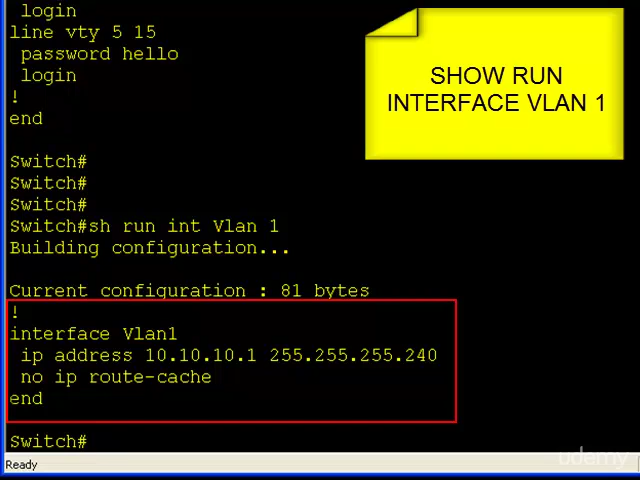 login
line vty 5 15
password hello
login
!
end
SHOW RUN
INTERFACE VLAN 1
Switch#
Switch#
Switch#
Switch#sh run int Vlan 1
Building configuration...
Current configuration : 81 bytes
!
interface Vlan1
ip address 10.10.10.1 255.255.255.240
no ip route-cache
end
Switch#
Ready
udemy